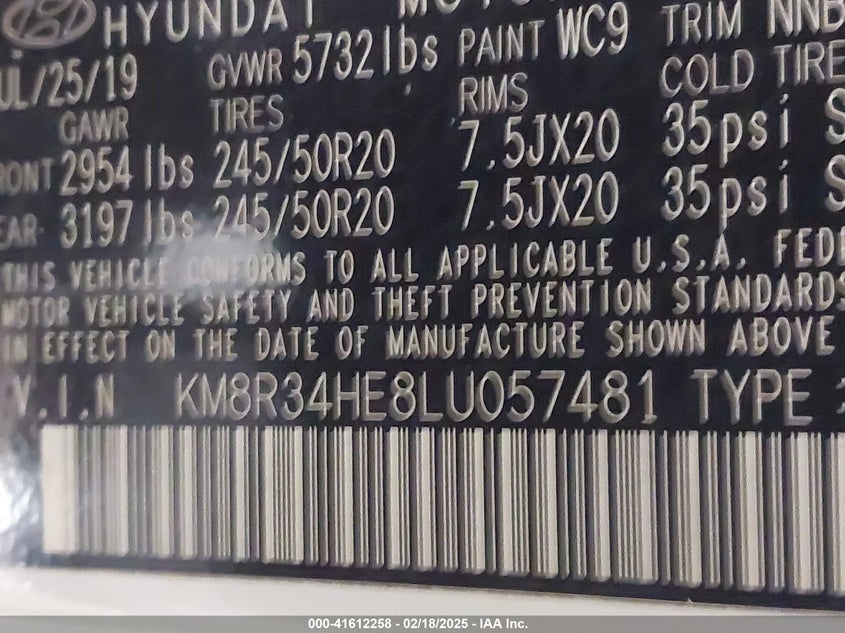 HYUNDAI MOTOR
UL/25/19 GVWR 5732 lbs PAINT WC9 TRIM NNB
GAWR TIRES RIMS COLD TIRE
RONT 2954 lbs 245/50R20 7.5JX20 35psi S
EAR 3197 lbs 245/50R20 7.5JX20 35psi S
THIS VEHICLE CONFORMS TO ALL APPLICABLE U.S.A. FEDE
MOTOR VEHICLE SAFETY AND THEFT PREVENTION STANDARDS
IN EFFECT ON THE DATE OF MANUFACTURE SHOWN ABOVE
V.I.N KM8R34HE8LU057481 TYPE :
000-41612258 - 02/18/2025 - IAA Inc.